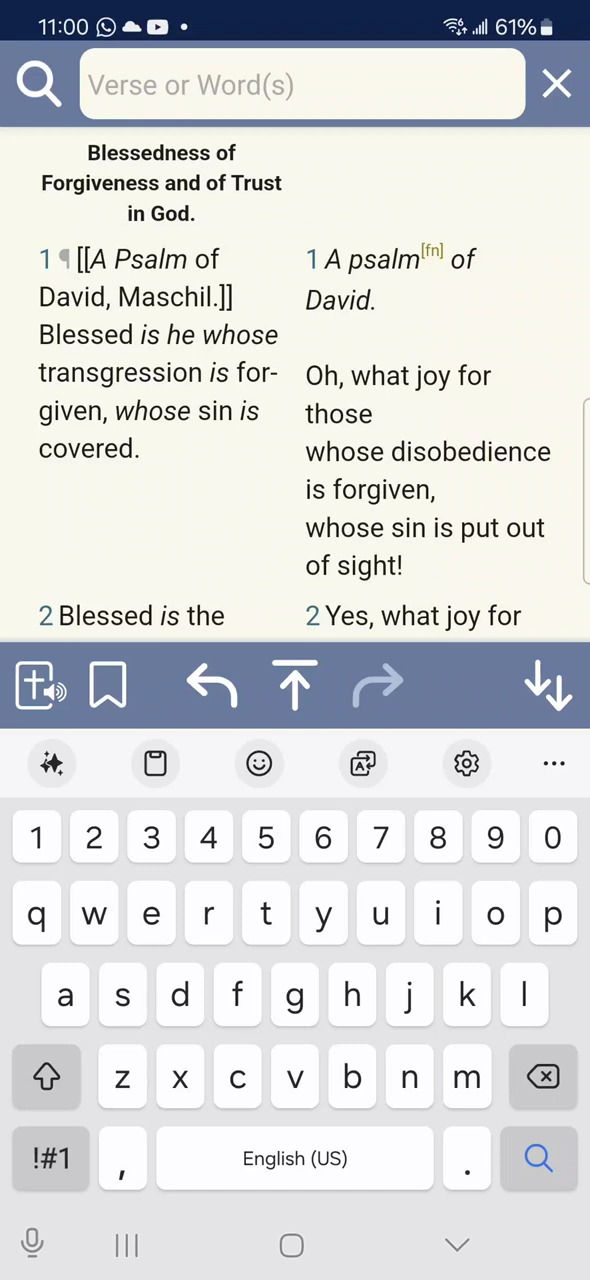 11:00
61%
Verse or Word(s)
Blessedness of
Forgiveness and of Trust
in God.
1 ¶ [[A Psalm of
David, Maschil.]]
Blessed is he whose
transgression is for-
given, whose sin is
covered.
1 A psalm[fn] of
David.
Oh, what joy for
those
whose disobedience
is forgiven,
whose sin is put out
of sight!
2 Blessed is the
2 Yes, what joy for
1 2 3 4 5 6 7 8 9 0
q w e r t y u i o p
a s d f g h j k l
z x c v b n m
!#1 , English (US) .